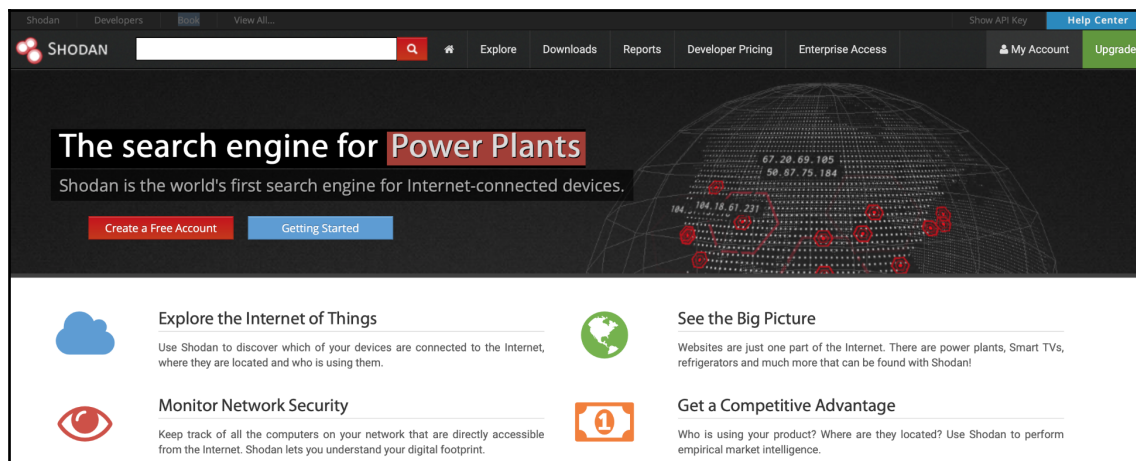 Shodan Developers Book View All... Show API Key Help Center
SHODAN Explore Downloads Reports Developer Pricing Enterprise Access My Account Upgrade
The search engine for Power Plants
Shodan is the world's first search engine for Internet-connected devices.
Create a Free Account Getting Started
67.20.69.105
50.87.75.184
104.18.61.231
104.
Explore the Internet of Things
Use Shodan to discover which of your devices are connected to the Internet,
where they are located and who is using them.
See the Big Picture
Websites are just one part of the Internet. There are power plants, Smart TVs,
refrigerators and much more that can be found with Shodan!
Monitor Network Security
Keep track of all the computers on your network that are directly accessible
from the Internet. Shodan lets you understand your digital footprint.
1
Get a Competitive Advantage
Who is using your product? Where are they located? Use Shodan to perform
empirical market intelligence.